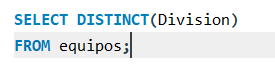 SELECT DISTINCT(Division)
FROM equipos;